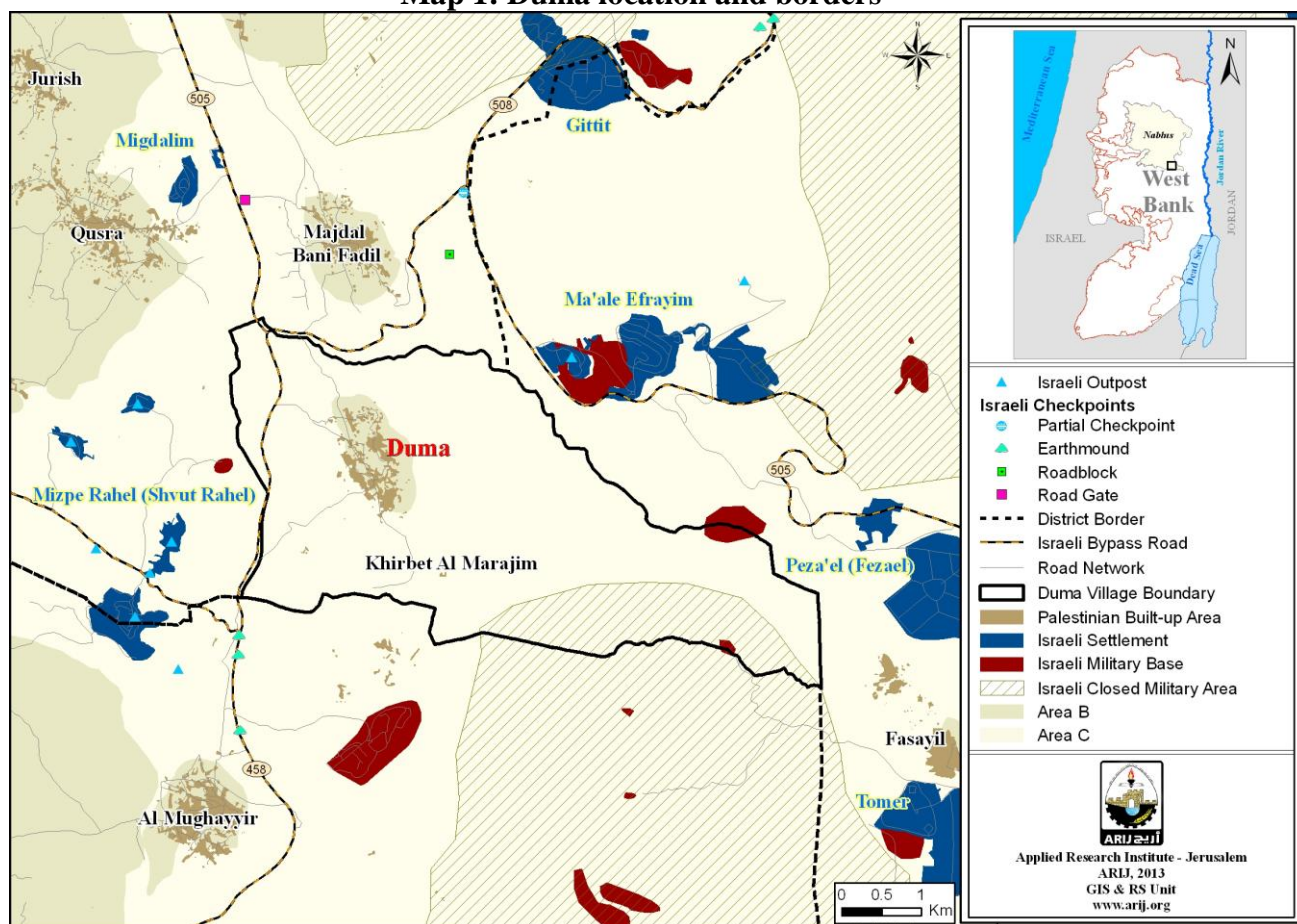 Map 1: Duma location and borders
Jurish
505
508
Gittit
Migdalim
Qusra
Majdal
Bani Fadil
Ma'ale Efrayim
Duma
505
Mizpe Rahel (Shvut Rahel)
Khirbet Al Marajim
Peza'el (Fezael)
Fasayil
458
Tomer
Al Mughayyir
0 0.5 1
Km
W E
N
Mediterranean Sea
Nablus
West
Bank
Jordan River
JORDAN
ISRAEL
Dead Sea
Israeli Outpost
Israeli Checkpoints
Partial Checkpoint
Earthmound
Roadblock
Road Gate
District Border
Israeli Bypass Road
Road Network
Duma Village Boundary
Palestinian Built-up Area
Israeli Settlement
Israeli Military Base
Israeli Closed Military Area
Area B
Area C
ARIJ أريج
Applied Research Institute - Jerusalem
ARIJ, 2013
GIS & RS Unit
www.arij.org